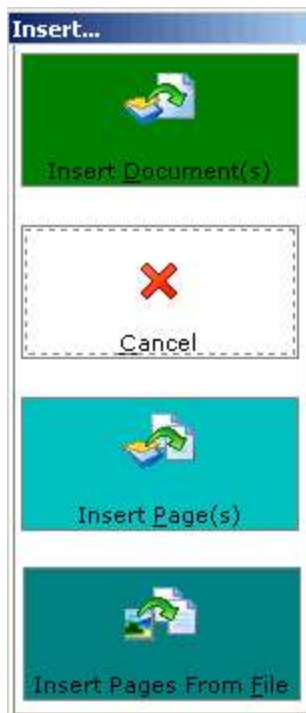 Insert...
Insert Document(s)
Cancel
Insert Page(s)
Insert Pages From File